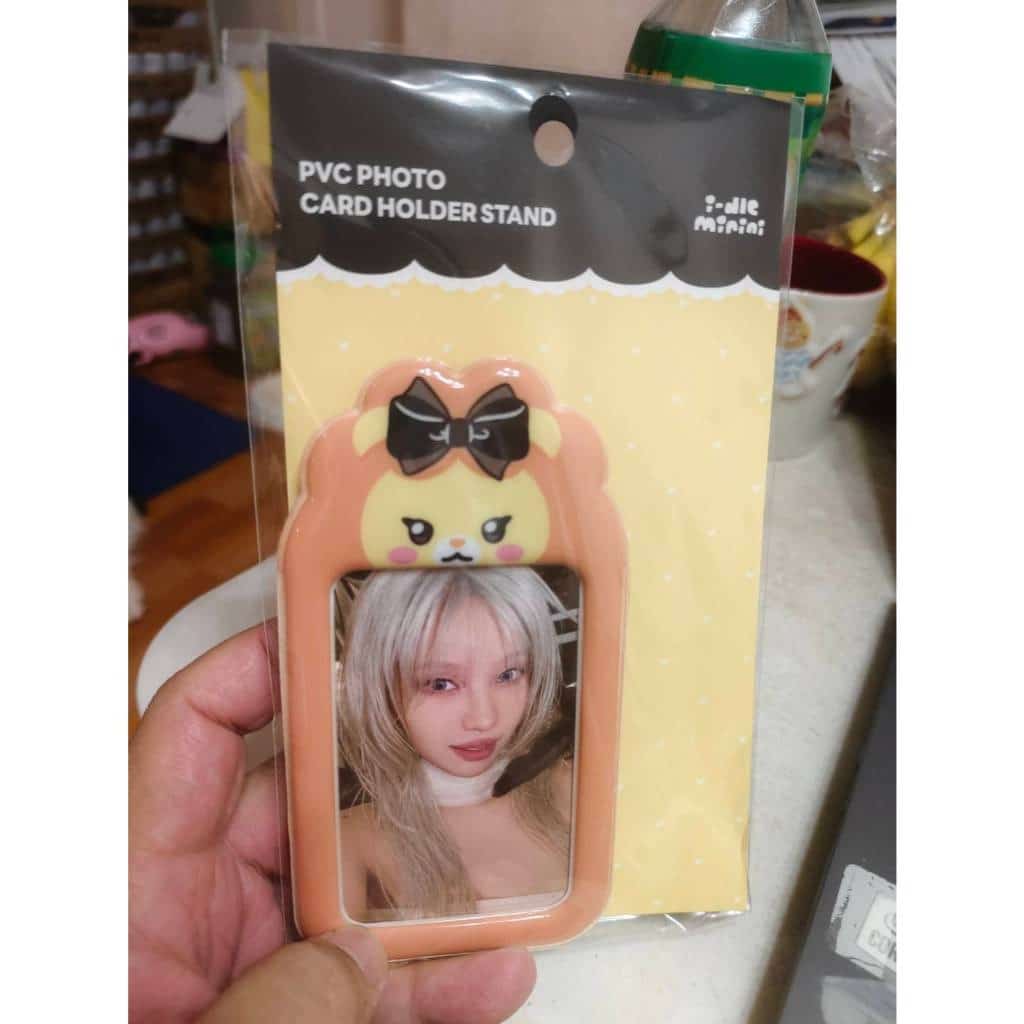 PVC PHOTO
CARD HOLDER STAND
i-dle
minini